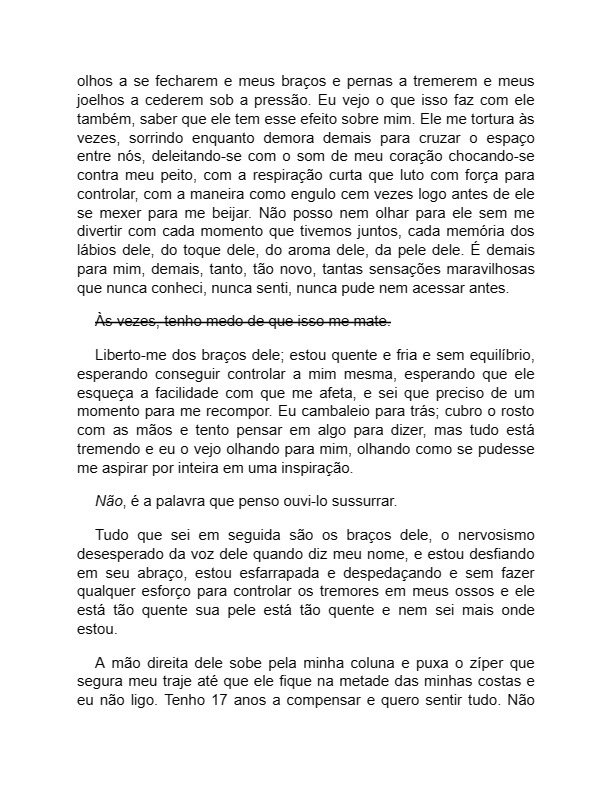 olhos a se fecharem e meus braços e pernas a tremerem e meus
joelhos a cederem sob a pressão. Eu vejo o que isso faz com ele
também, saber que ele tem esse efeito sobre mim. Ele me tortura às
vezes, sorrindo enquanto demora demais para cruzar o espaço
entre nós, deleitando-se com o som de meu coração chocando-se
contra meu peito, com a respiração curta que luto com força para
controlar, com a maneira como engulo cem vezes logo antes de ele
se mexer para me beijar. Não posso nem olhar para ele sem me
divertir com cada momento que tivemos juntos, cada memória dos
lábios dele, do toque dele, do aroma dele, da pele dele. É demais
para mim, demais, tanto, tão novo, tantas sensações maravilhosas
que nunca conheci, nunca senti, nunca pude nem acessar antes.
Às vezes, tenho medo de que isso me mate.
Liberto-me dos braços dele; estou quente e fria e sem equilíbrio,
esperando conseguir controlar a mim mesma, esperando que ele
esqueça a facilidade com que me afeta, e sei que preciso de um
momento para me recompor. Eu cambaleio para trás; cubro o rosto
com as mãos e tento pensar em algo para dizer, mas tudo está
tremendo e eu o vejo olhando para mim, olhando como se pudesse
me aspirar por inteira em uma inspiração.
Não, é a palavra que penso ouvi-lo sussurrar.
Tudo que sei em seguida são os braços dele, o nervosismo
desesperado da voz dele quando diz meu nome, e estou desfiando
em seu abraço, estou esfarrapada e despedaçando e sem fazer
qualquer esforço para controlar os tremores em meus ossos e ele
está tão quente sua pele está tão quente e nem sei mais onde
estou.
A mão direita dele sobe pela minha coluna e puxa o zíper que
segura meu traje até que ele fique na metade das minhas costas e
eu não ligo. Tenho 17 anos a compensar e quero sentir tudo. Não